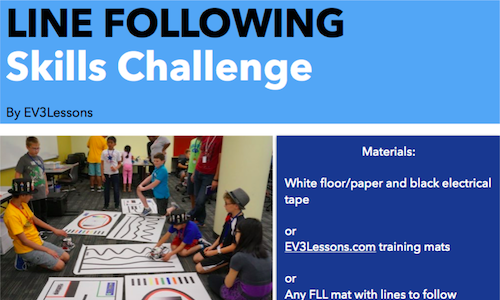 LINE FOLLOWING
Skills Challenge
By EV3Lessons
Materials:
White floor/paper and black electrical
tape
or
EV3Lessons.com training mats
or
Any FLL mat with lines to follow